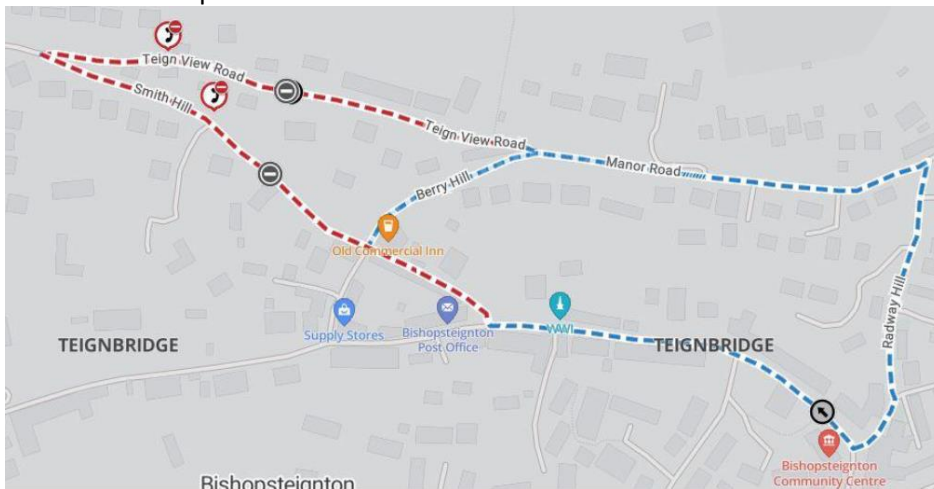 Teign View Road
Smith Hill
Teign View Road
Manor Road
Berry Hill
Radway Hill
Old Commercial Inn
Supply Stores
Bishopsteignton
Post Office
WWI
TEIGNBRIDGE
TEIGNBRIDGE
Bishopsteignton
Community Centre
Bishopsteignton